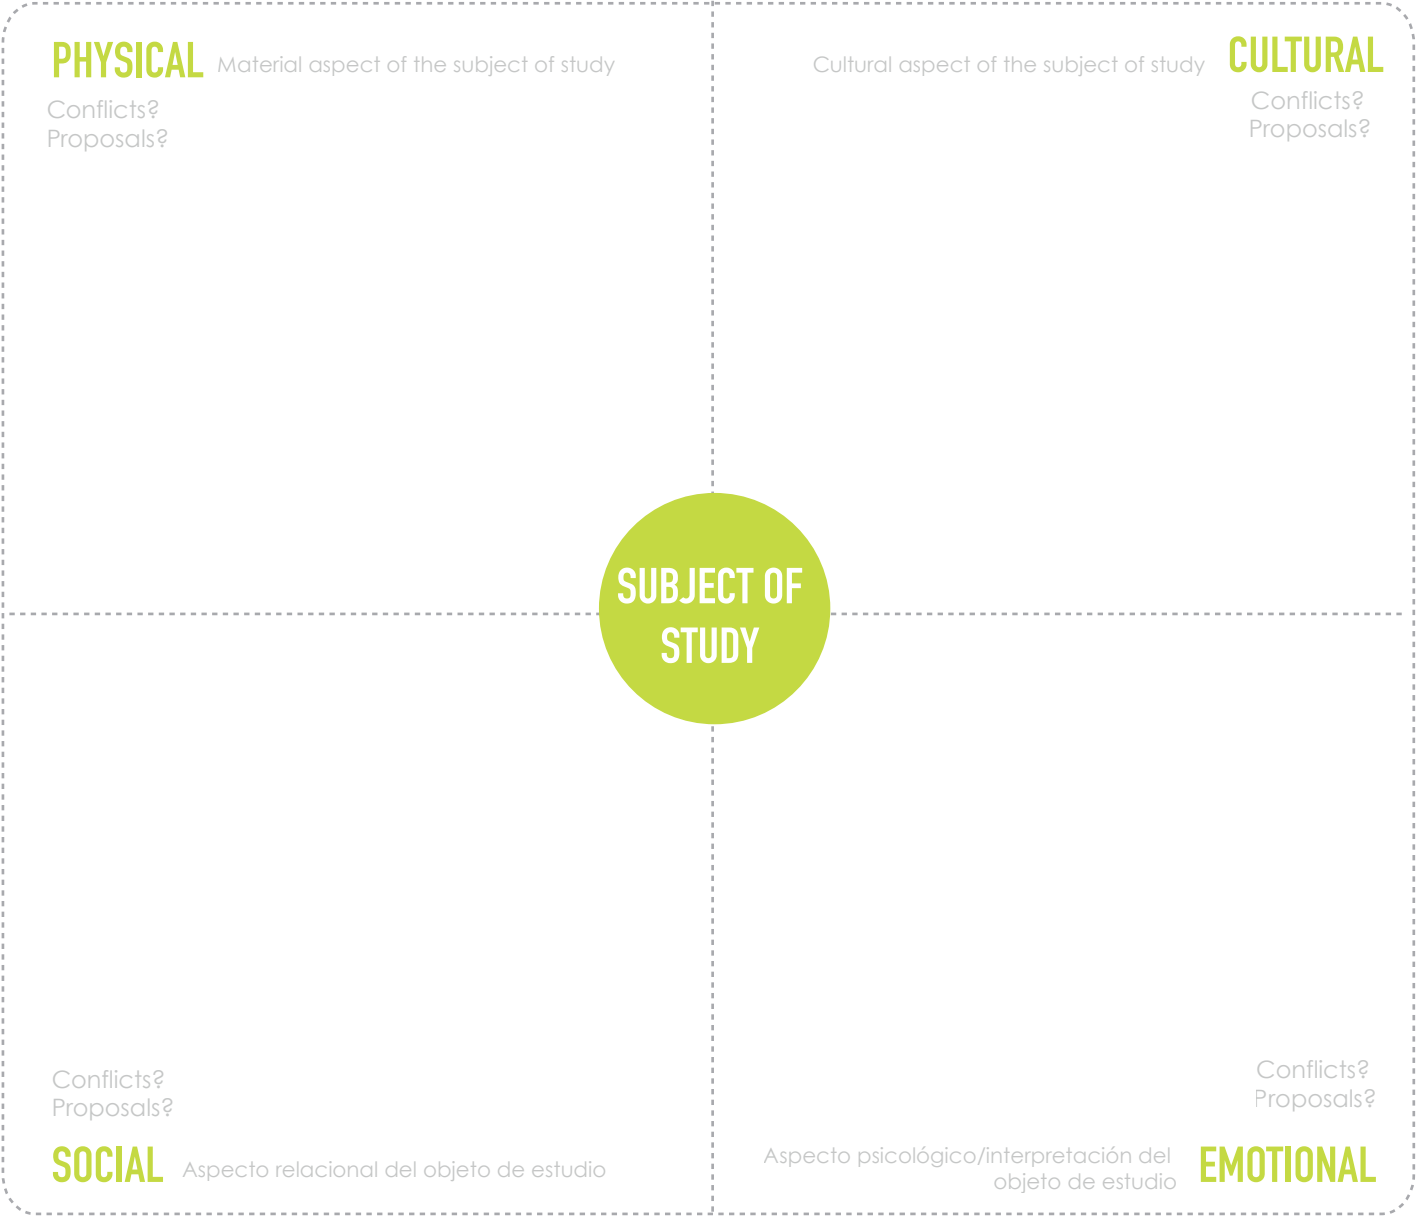 PHYSICAL Material aspect of the subject of study
Conflicts?
Proposals?
Cultural aspect of the subject of study CULTURAL
Conflicts?
Proposals?
SUBJECT OF
STUDY
Conflicts?
Proposals?
SOCIAL Aspecto relacional del objeto de estudio
Conflicts?
Proposals?
Aspecto psicológico/interpretación del
objeto de estudio
EMOTIONAL